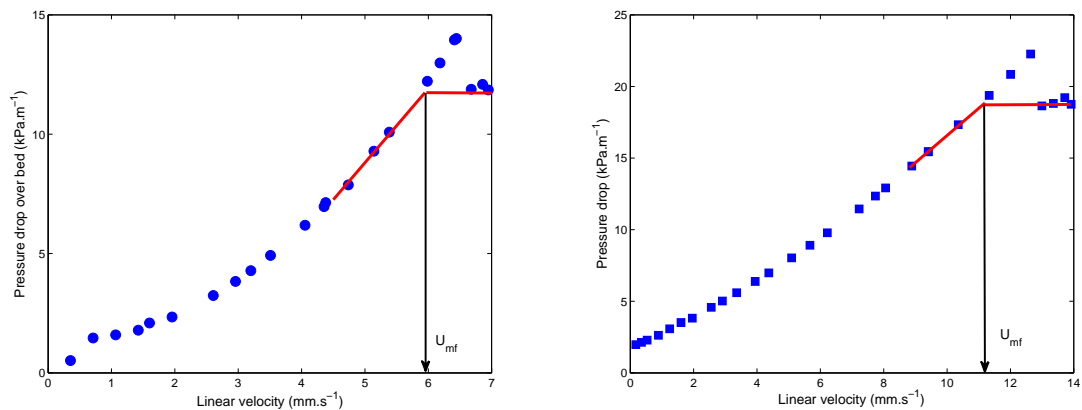 15
10
5
0
Pressure drop over bed (kPa.m⁻¹)
U_mf
0 1 2 3 4 5 6 7
Linear velocity (mm.s⁻¹)
25
20
15
10
5
0
Pressure drop (kPa.m⁻¹)
U_mf
0 2 4 6 8 10 12 14
Linear velocity (mm.s⁻¹)